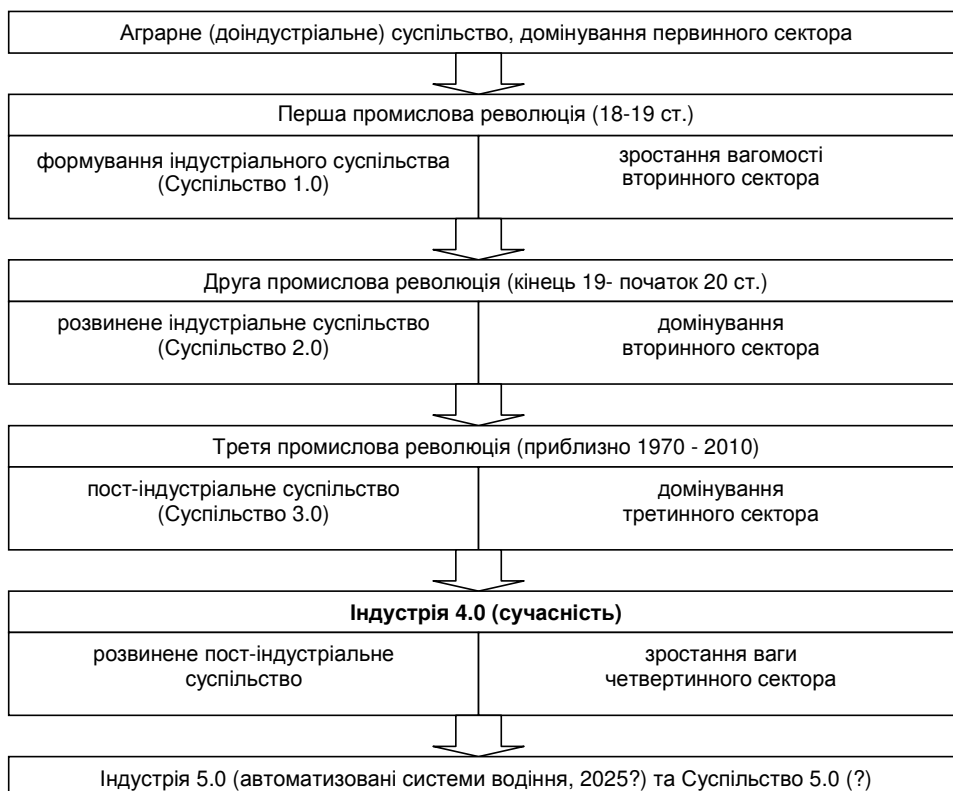 Аграрне (доіндустріальне) суспільство, домінування первинного сектора
Перша промислова революція (18-19 ст.)
формування індустріального суспільства
(Суспільство 1.0)
зростання вагомості
вторинного сектора
Друга промислова революція (кінець 19- початок 20 ст.)
розвинене індустріальне суспільство
(Суспільство 2.0)
домінування
вторинного сектора
Третя промислова революція (приблизно 1970 - 2010)
пост-індустріальне суспільство
(Суспільство 3.0)
домінування
третинного сектора
Індустрія 4.0 (сучасність)
розвинене пост-індустріальне
суспільство
зростання ваги
четвертинного сектора
Індустрія 5.0 (автоматизовані системи водіння, 2025?) та Суспільство 5.0 (?)